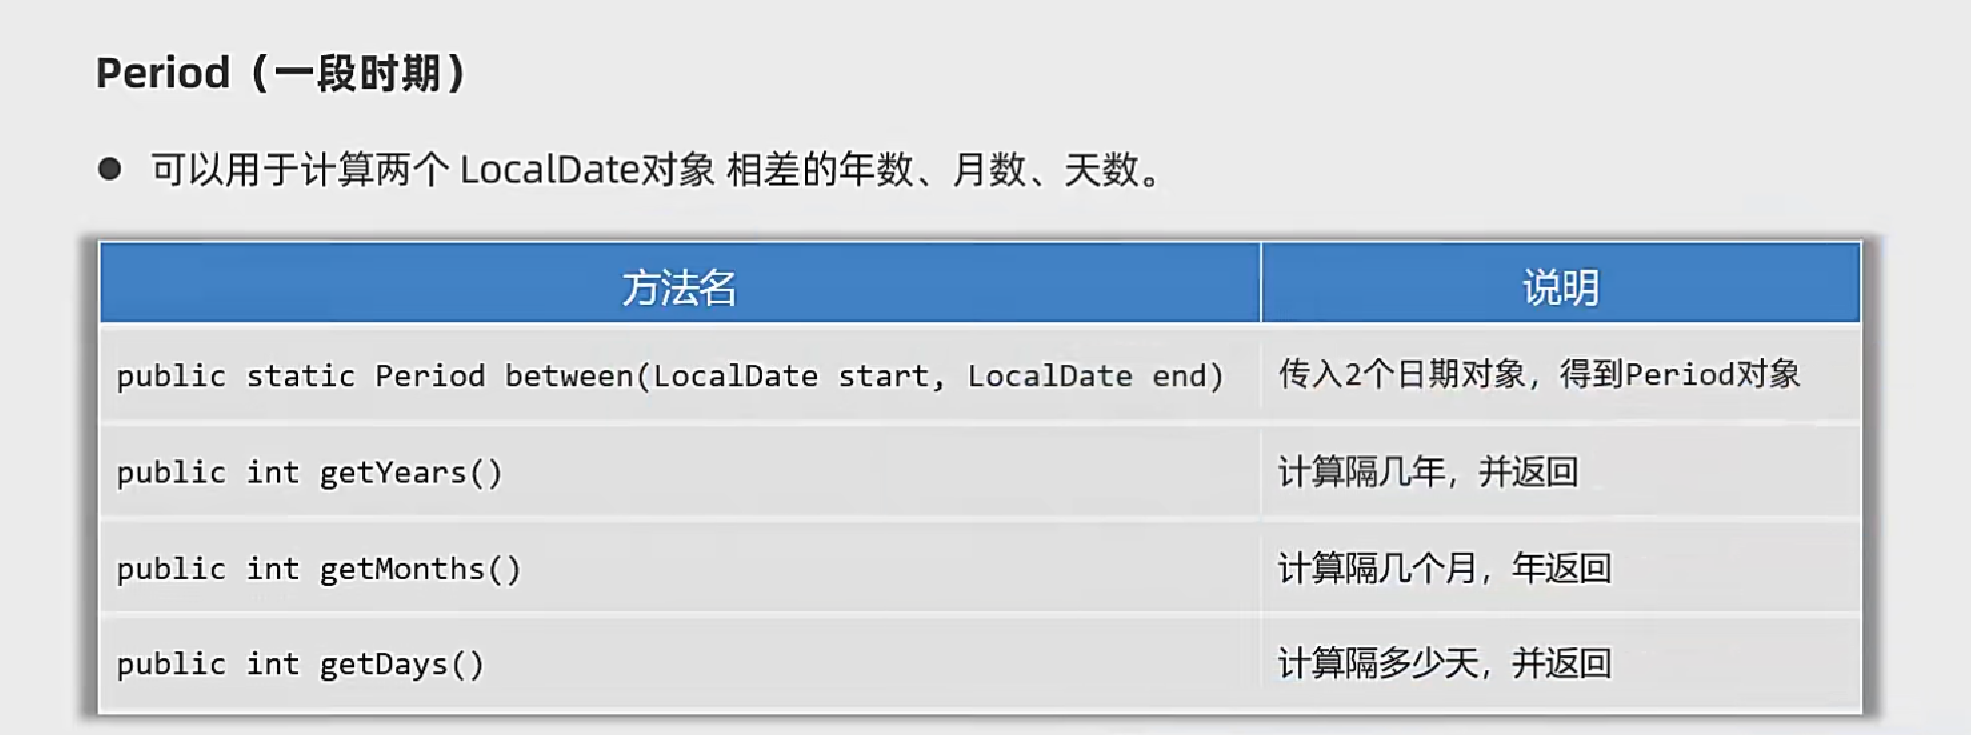 Period（一段时期）
● 可以用于计算两个 LocalDate对象 相差的年数、月数、天数。
方法名 说明
public static Period between(LocalDate start, LocalDate end) 传入2个日期对象，得到Period对象
public int getYears() 计算隔几年，并返回
public int getMonths() 计算隔几个月，年返回
public int getDays() 计算隔多少天，并返回